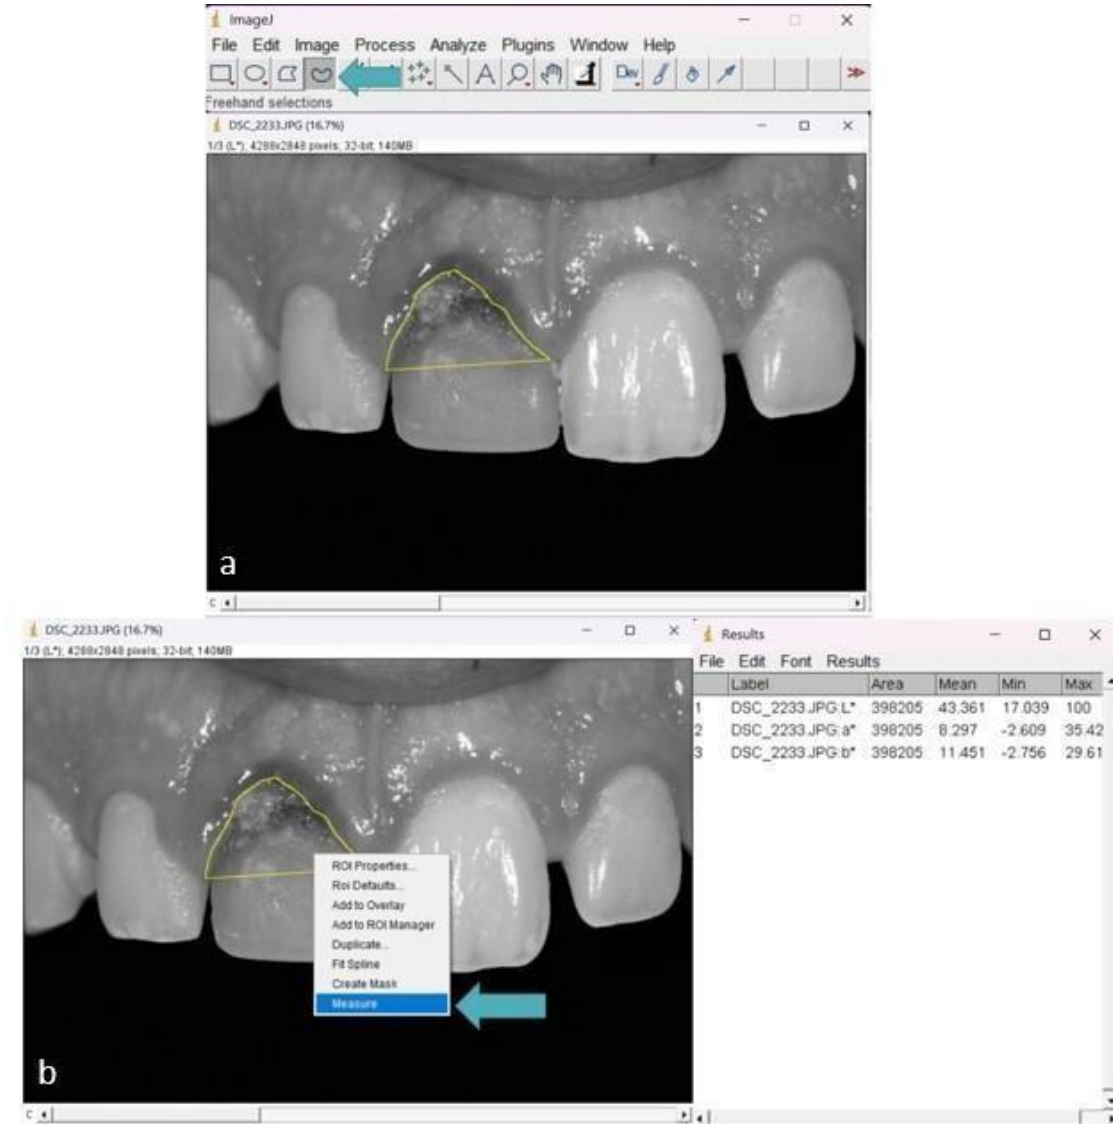 ImageJ
File Edit Image Process Analyze Plugins Window Help
A Dev
Freehand selections
DSC_2233.JPG (16.7%)
1/3 (L*); 4288x2848 pixels; 32-bit; 140MB
a
c
DSC_2233.JPG (16.7%)
1/3 (L*); 4288x2848 pixels; 32-bit; 140MB
ROI Properties...
Roi Defaults...
Add to Overlay
Add to ROI Manager
Duplicate...
Fit Spline
Create Mask
Measure
b
c
Results
File Edit Font Results
Label Area Mean Min Max
1 DSC_2233.JPG:L* 398205 43.361 17.039 100
2 DSC_2233.JPG:a* 398205 8.297 -2.609 35.42
3 DSC_2233.JPG:b* 398205 11.451 -2.756 29.61